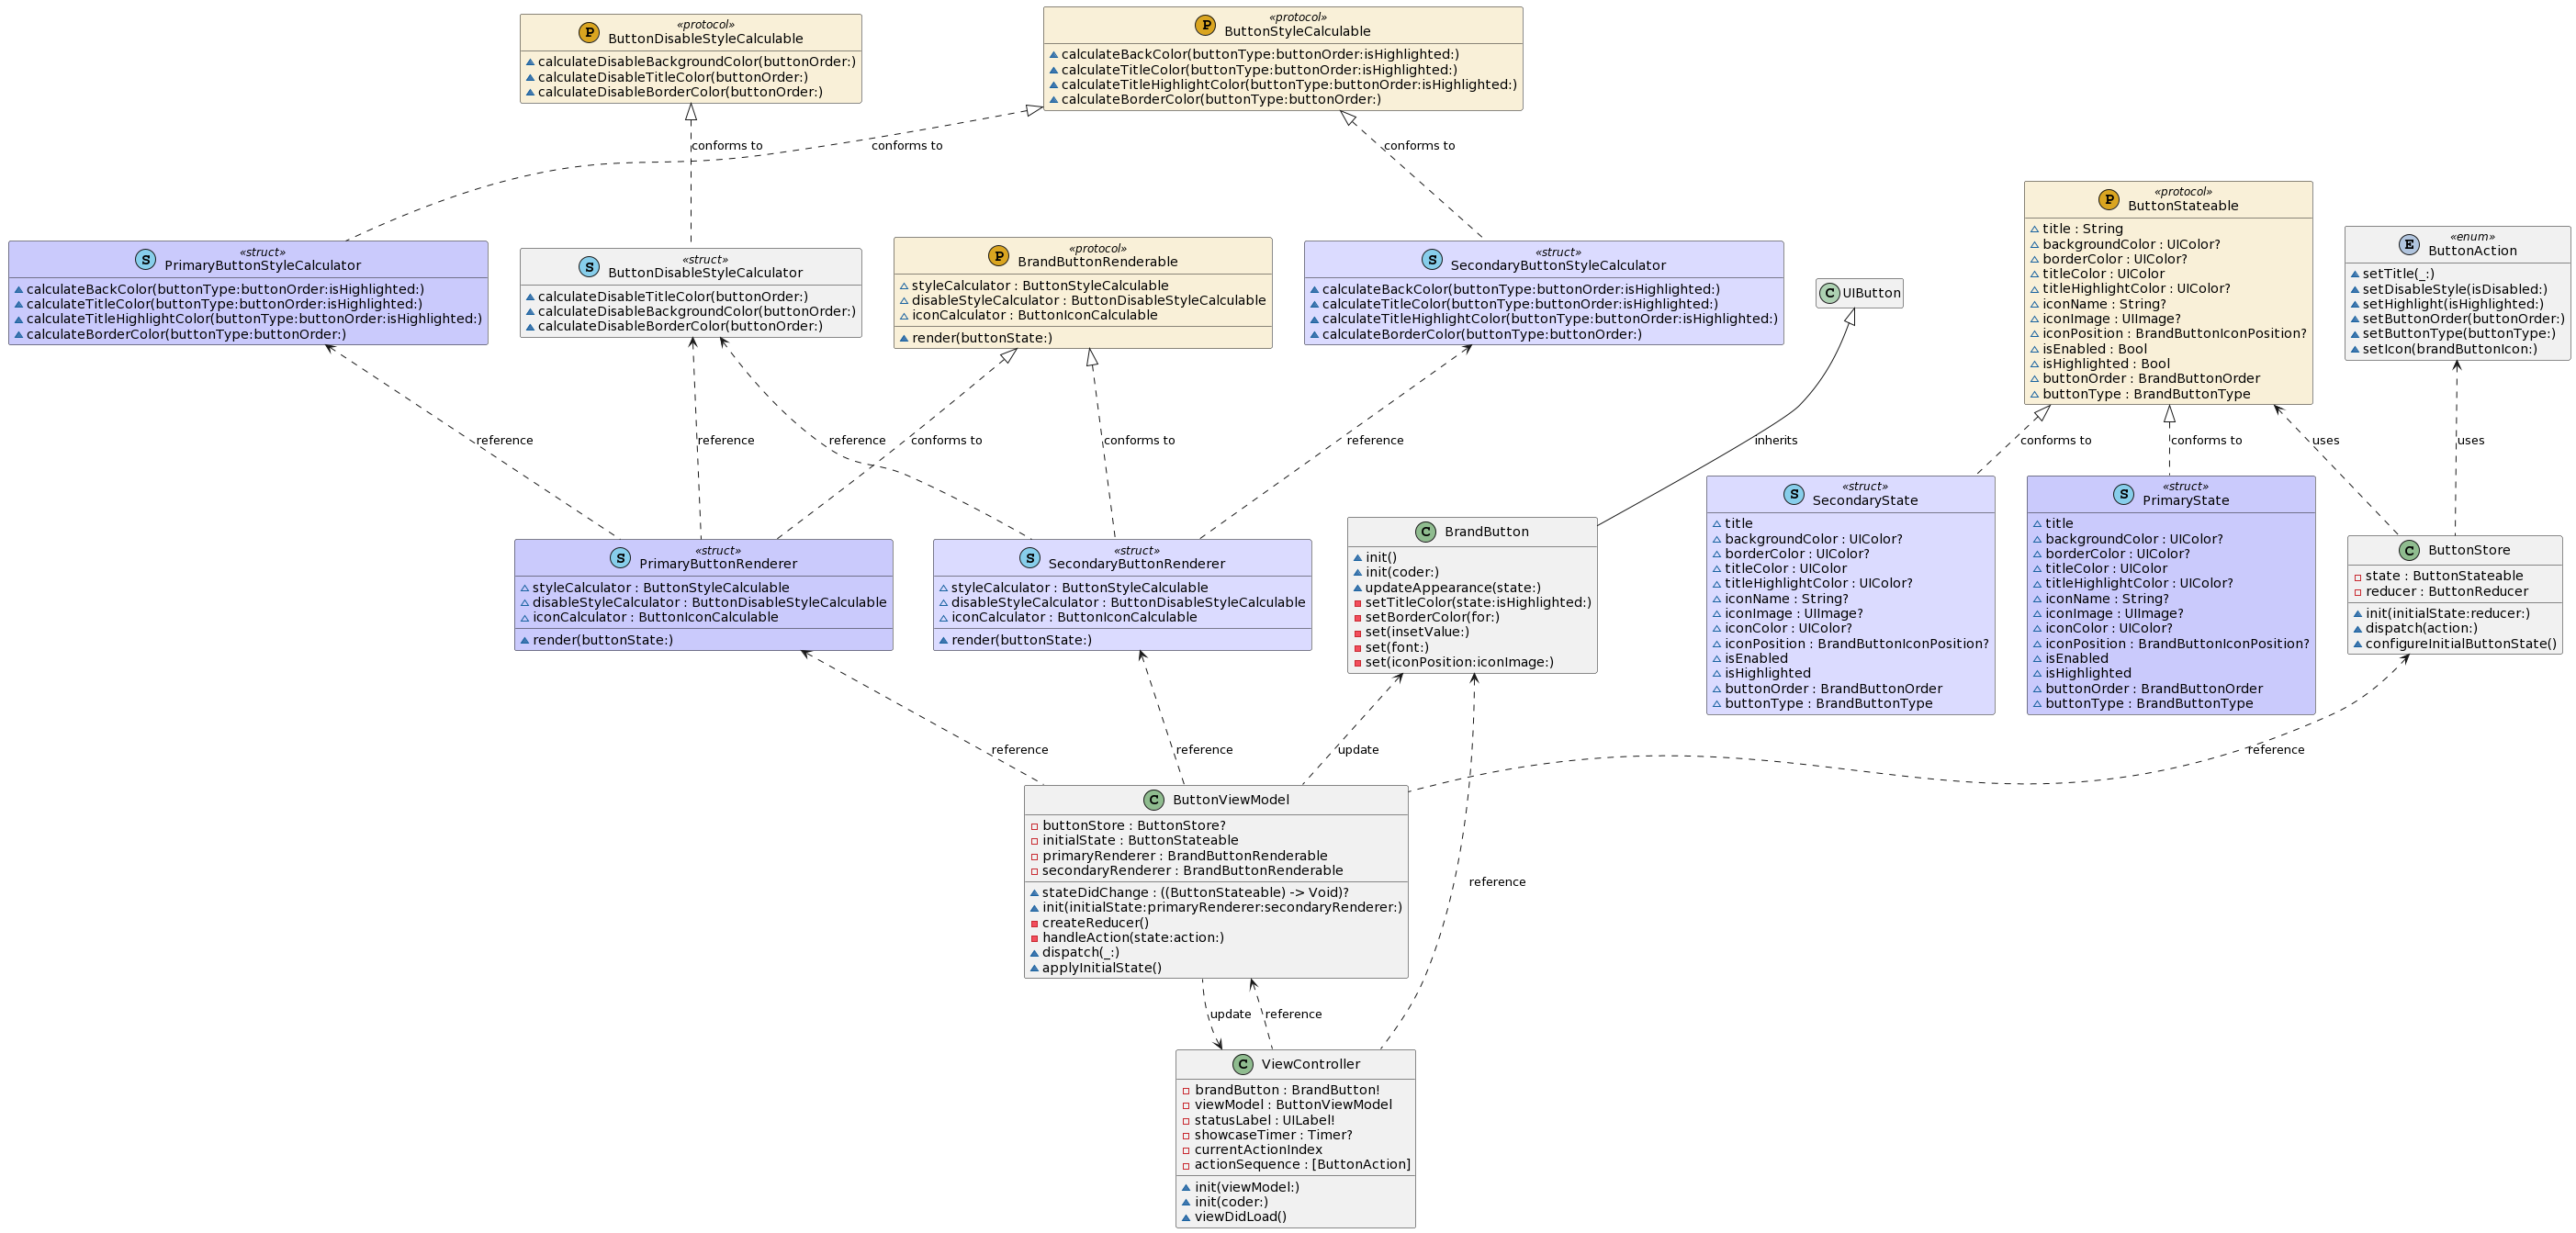 P
«protocol»
ButtonDisableStyleCalculable
calculateDisableBackgroundColor(buttonOrder:)
calculateDisableTitleColor(buttonOrder:)
calculateDisableBorderColor(buttonOrder:)
P
«protocol»
ButtonStyleCalculable
calculateBackColor(buttonType:buttonOrder:isHighlighted:)
calculateTitleColor(buttonType:buttonOrder:isHighlighted:)
calculateTitleHighlightColor(buttonType:buttonOrder:isHighlighted:)
calculateBorderColor(buttonType:buttonOrder:)
conforms to
conforms to
conforms to
S
«struct»
PrimaryButtonStyleCalculator
calculateBackColor(buttonType:buttonOrder:isHighlighted:)
calculateTitleColor(buttonType:buttonOrder:isHighlighted:)
calculateTitleHighlightColor(buttonType:buttonOrder:isHighlighted:)
calculateBorderColor(buttonType:buttonOrder:)
S
«struct»
ButtonDisableStyleCalculator
calculateDisableTitleColor(buttonOrder:)
calculateDisableBackgroundColor(buttonOrder:)
calculateDisableBorderColor(buttonOrder:)
P
«protocol»
BrandButtonRenderable
styleCalculator : ButtonStyleCalculable
disableStyleCalculator : ButtonDisableStyleCalculable
iconCalculator : ButtonIconCalculable
render(buttonState:)
S
«struct»
SecondaryButtonStyleCalculator
calculateBackColor(buttonType:buttonOrder:isHighlighted:)
calculateTitleColor(buttonType:buttonOrder:isHighlighted:)
calculateTitleHighlightColor(buttonType:buttonOrder:isHighlighted:)
calculateBorderColor(buttonType:buttonOrder:)
C
UIButton
P
«protocol»
ButtonStateable
title : String
backgroundColor : UIColor?
borderColor : UIColor?
titleColor : UIColor
titleHighlightColor : UIColor?
iconName : String?
iconImage : UIImage?
iconPosition : BrandButtonIconPosition?
isEnabled : Bool
isHighlighted : Bool
buttonOrder : BrandButtonOrder
buttonType : BrandButtonType
E
«enum»
ButtonAction
setTitle(_:)
setDisableStyle(isDisabled:)
setHighlight(isHighlighted:)
setButtonOrder(buttonOrder:)
setButtonType(buttonType:)
setIcon(brandButtonIcon:)
reference
reference
reference
conforms to
conforms to
reference
inherits
conforms to
conforms to
uses
uses
S
«struct»
PrimaryButtonRenderer
styleCalculator : ButtonStyleCalculable
disableStyleCalculator : ButtonDisableStyleCalculable
iconCalculator : ButtonIconCalculable
render(buttonState:)
S
«struct»
SecondaryButtonRenderer
styleCalculator : ButtonStyleCalculable
disableStyleCalculator : ButtonDisableStyleCalculable
iconCalculator : ButtonIconCalculable
render(buttonState:)
C
BrandButton
init()
init(coder:)
updateAppearance(state:)
setTitleColor(state:isHighlighted:)
setBorderColor(for:)
set(insetValue:)
set(font:)
set(iconPosition:iconImage:)
S
«struct»
SecondaryState
title
backgroundColor : UIColor?
borderColor : UIColor?
titleColor : UIColor
titleHighlightColor : UIColor?
iconName : String?
iconImage : UIImage?
iconColor : UIColor?
iconPosition : BrandButtonIconPosition?
isEnabled
isHighlighted
buttonOrder : BrandButtonOrder
buttonType : BrandButtonType
S
«struct»
PrimaryState
title
backgroundColor : UIColor?
borderColor : UIColor?
titleColor : UIColor
titleHighlightColor : UIColor?
iconName : String?
iconImage : UIImage?
iconColor : UIColor?
iconPosition : BrandButtonIconPosition?
isEnabled
isHighlighted
buttonOrder : BrandButtonOrder
buttonType : BrandButtonType
C
ButtonStore
state : ButtonStateable
reducer : ButtonReducer
init(initialState:reducer:)
dispatch(action:)
configureInitialButtonState()
reference
reference
update
reference
C
ButtonViewModel
buttonStore : ButtonStore?
initialState : ButtonStateable
primaryRenderer : BrandButtonRenderable
secondaryRenderer : BrandButtonRenderable
stateDidChange : ((ButtonStateable) -> Void)?
init(initialState:primaryRenderer:secondaryRenderer:)
createReducer()
handleAction(state:action:)
dispatch(_:)
applyInitialState()
reference
update
reference
C
ViewController
brandButton : BrandButton!
viewModel : ButtonViewModel
statusLabel : UILabel!
showcaseTimer : Timer?
currentActionIndex
actionSequence : [ButtonAction]
init(viewModel:)
init(coder:)
viewDidLoad()